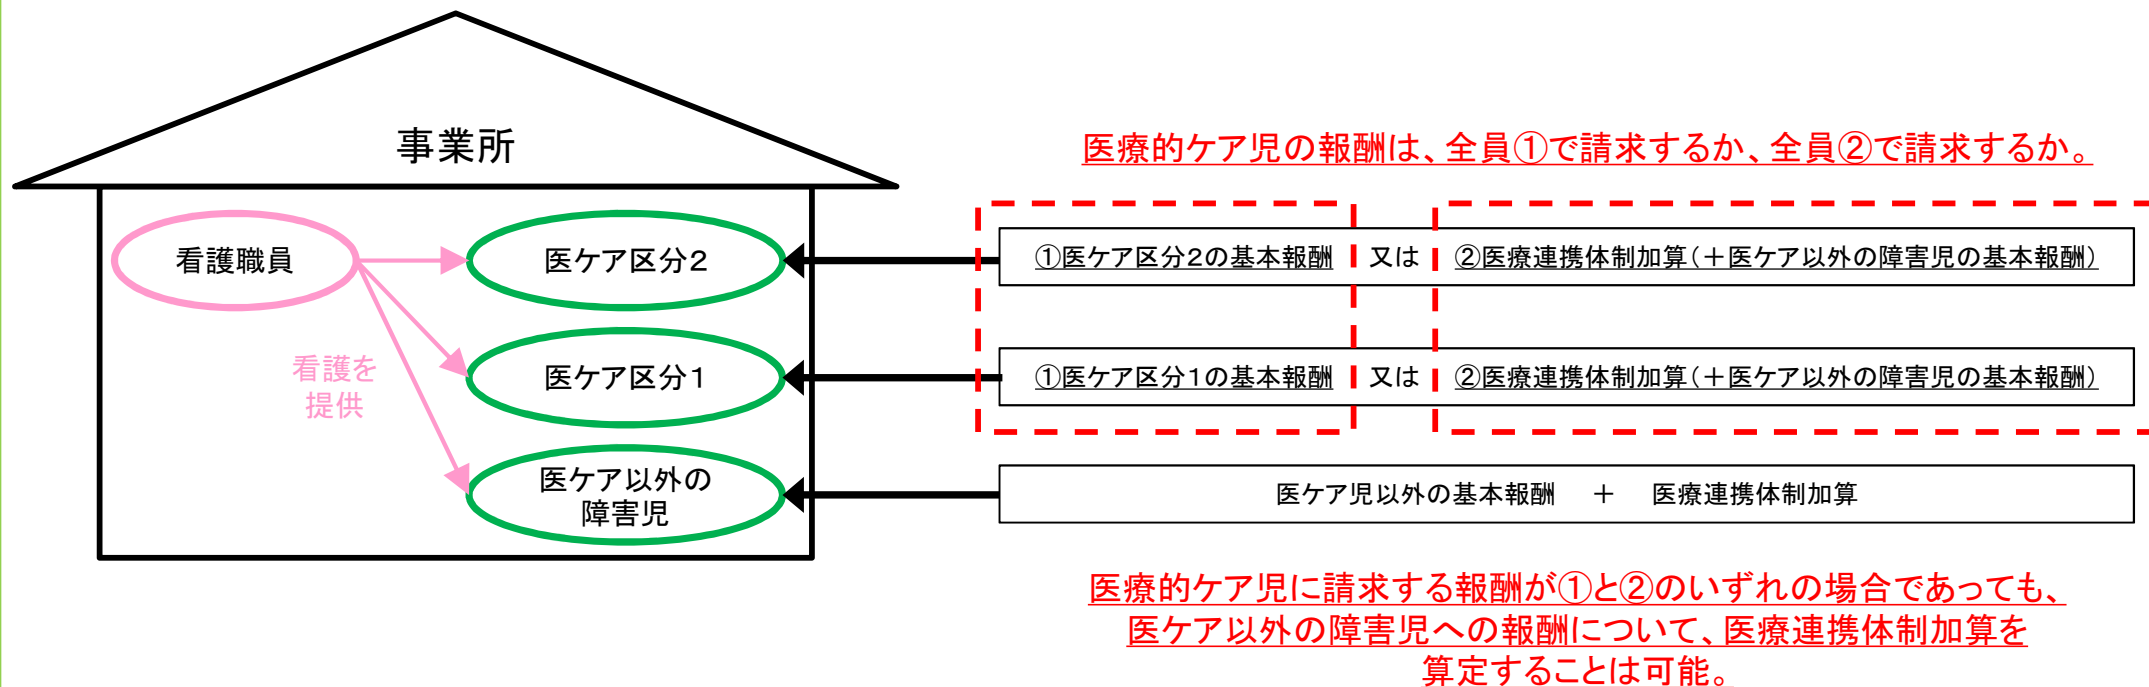 事業所
医療的ケア児の報酬は、全員①で請求するか、全員②で請求するか。
看護職員
医ケア区分2
①医ケア区分2の基本報酬 又は ②医療連携体制加算（＋医ケア以外の障害児の基本報酬）
医ケア区分1
①医ケア区分1の基本報酬 又は ②医療連携体制加算（＋医ケア以外の障害児の基本報酬）
看護を
提供
医ケア以外の
障害児
医ケア児以外の基本報酬 ＋ 医療連携体制加算
医療的ケア児に請求する報酬が①と②のいずれの場合であっても、
医ケア以外の障害児への報酬について、医療連携体制加算を
算定することは可能。